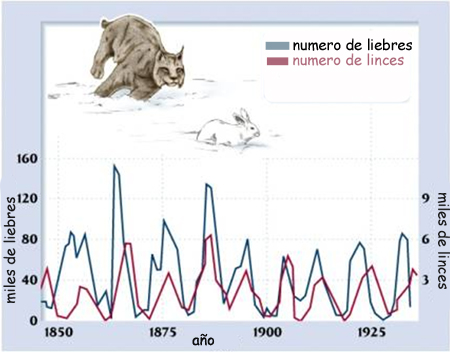 numero de liebres
numero de linces
160
120
80
40
0
miles de liebres
9
6
3
miles de linces
1850
1875
1900
1925
año